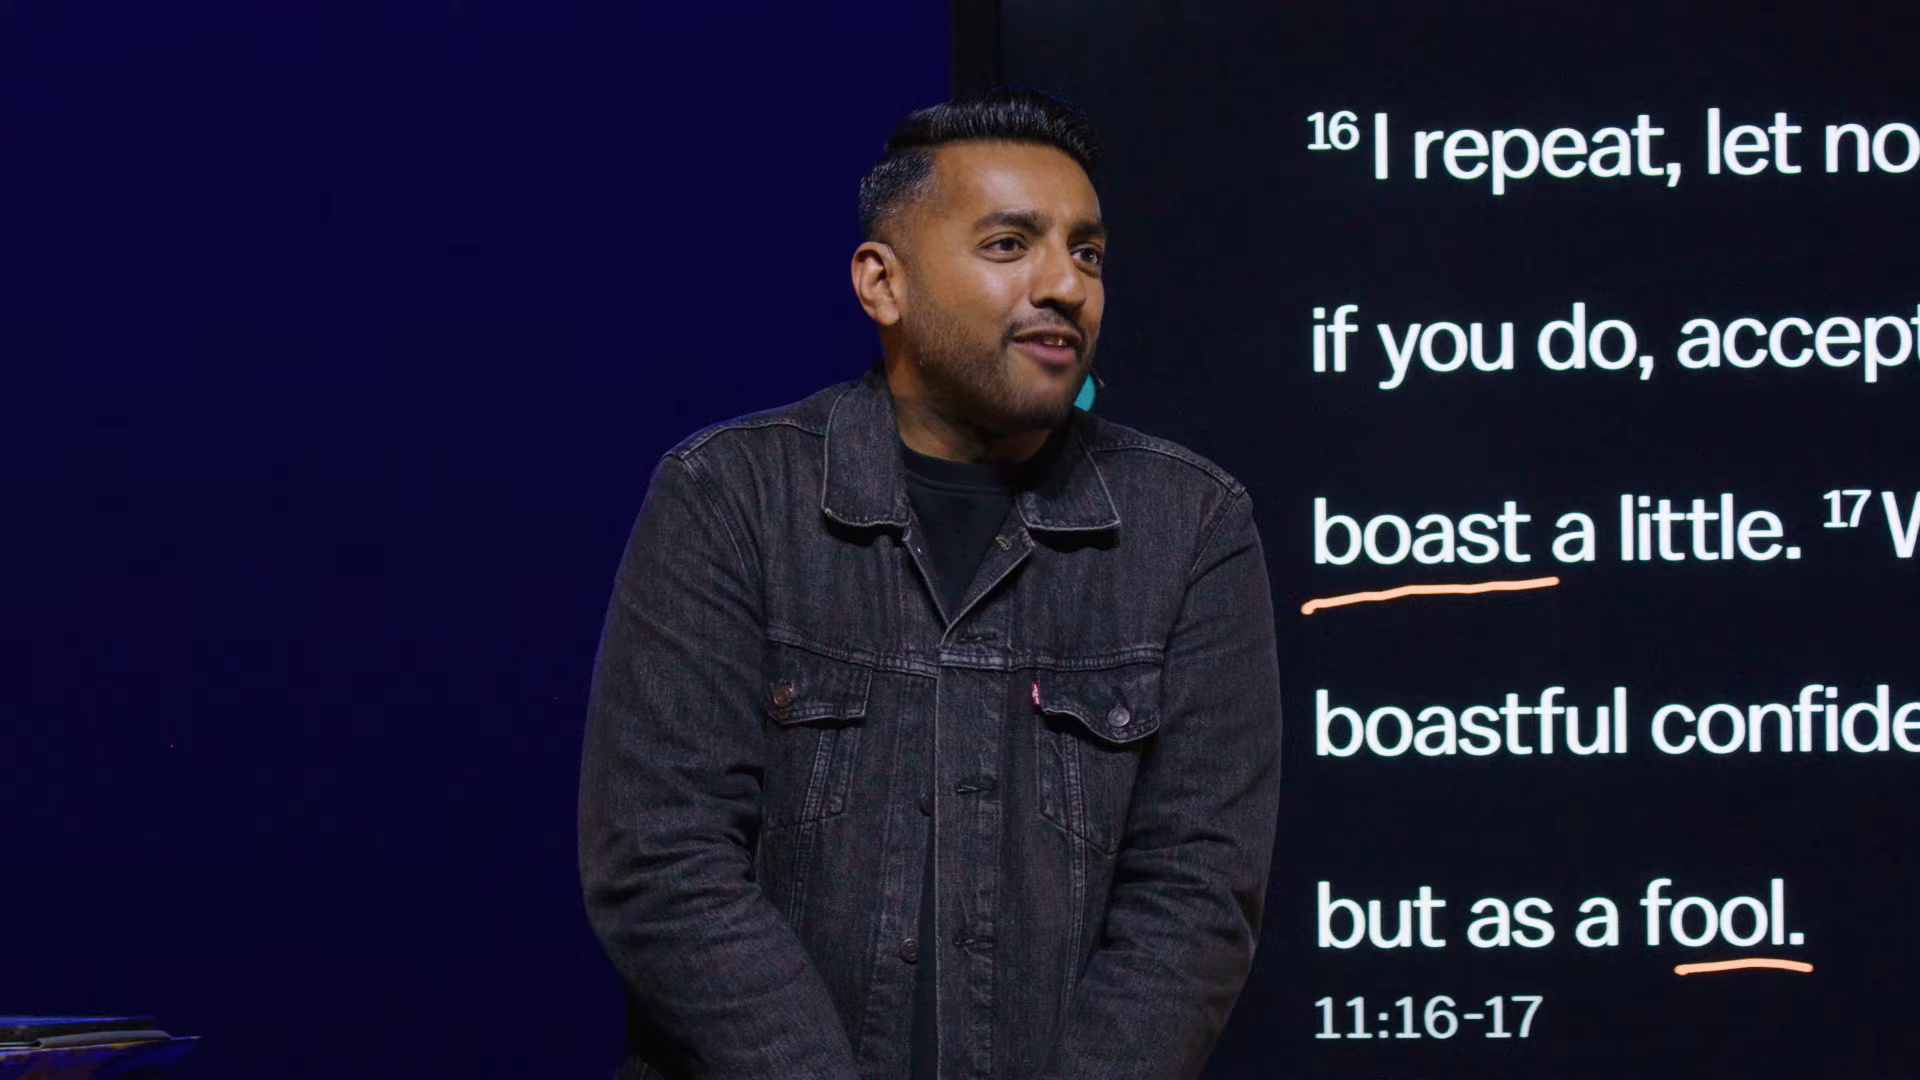 16 I repeat, let no
if you do, accept
boast a little. 17 W
boastful confide
but as a fool.
11:16-17